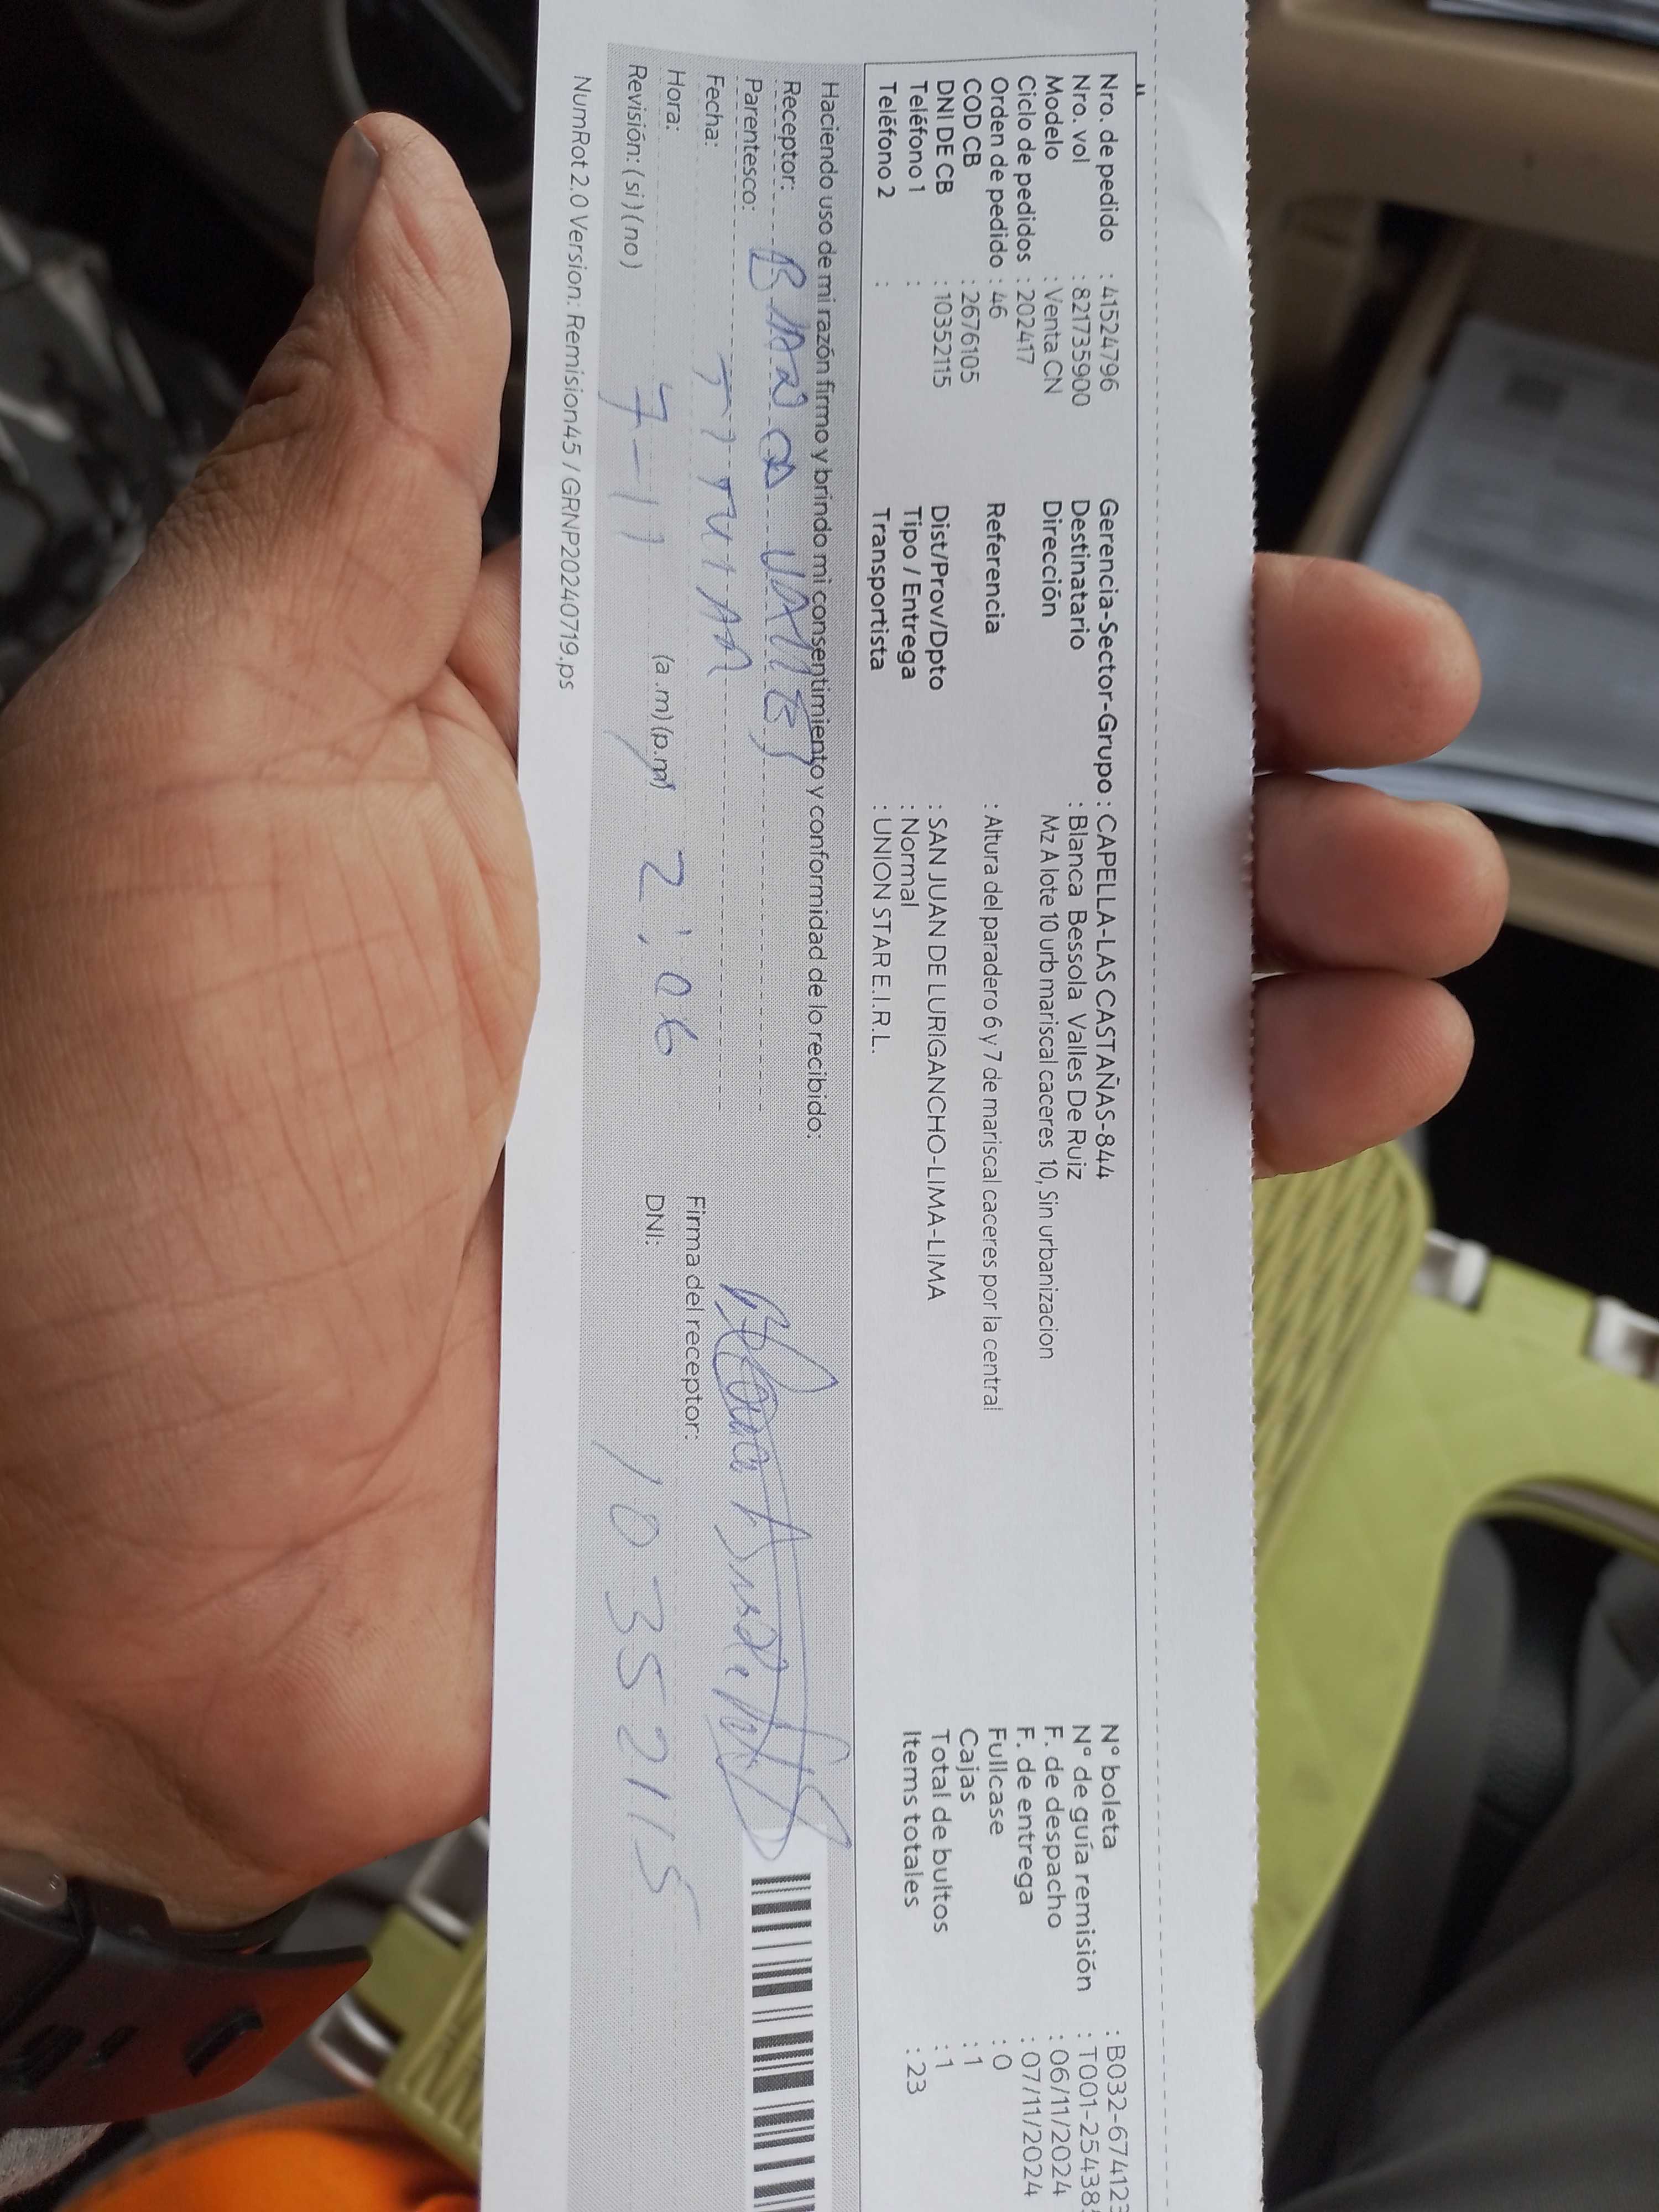 Nro. de pedido : 41524796 Gerencia-Sector-Grupo : CAPELLA-LAS CASTAÑAS-844 N° boleta : B032-674123
Nro. vol : 821735900 Destinatario : Blanca Bessola Valles De Ruiz N° de guía remisión : T001-25438
Modelo : Venta CN Dirección Mz A lote 10 urb mariscal caceres 10, Sin urbanizacion F. de despacho : 06/11/2024
Ciclo de pedidos : 202417 F. de entrega : 07/11/2024
Orden de pedido : 46 Referencia : Altura del paradero 6 y 7 de mariscal caceres por la central Fullcase : 0
COD CB : 2676105 Cajas : 1
DNI DE CB : 10352115 Dist/Prov/Dpto : SAN JUAN DE LURIGANCHO-LIMA-LIMA Total de bultos : 1
Teléfono 1 : Tipo / Entrega : Normal Items totales : 23
Teléfono 2 : Transportista : UNION STAR E.I.R.L.
Haciendo uso de mi razón firmo y brindo mi consentimiento y conformidad de lo recibido:
Receptor:
Parentesco:
Fecha: 7-11 Firma del receptor:
Hora: (a.m) (p.m) 2:06 DNI: 10352115
Revisión: (si) (no)
NumRot 2.0 Version: Remision45 / GRNP20240719.ps